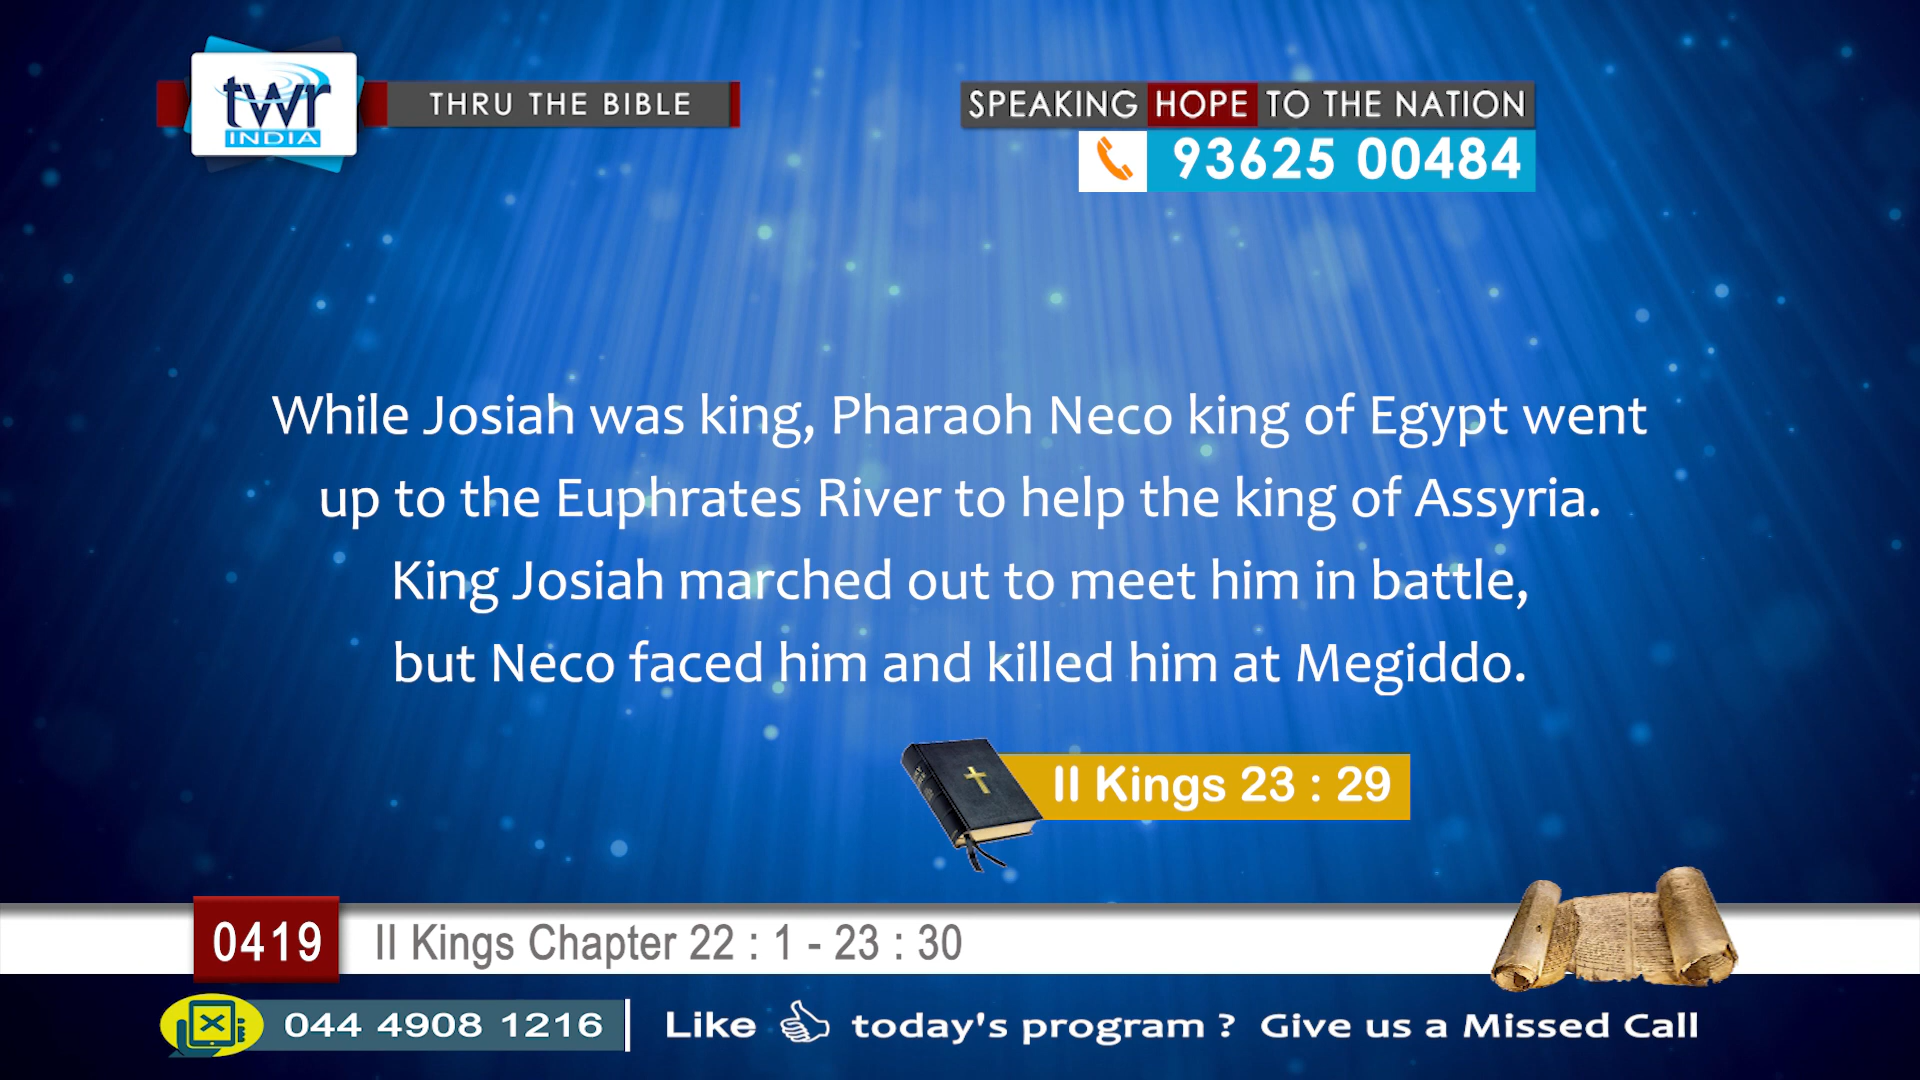 twr
INDIA
THRU THE BIBLE
SPEAKING HOPE TO THE NATION
93625 00484
While Josiah was king, Pharaoh Neco king of Egypt went
up to the Euphrates River to help the king of Assyria.
King Josiah marched out to meet him in battle,
but Neco faced him and killed him at Megiddo.
II Kings 23 : 29
0419
II Kings Chapter 22 : 1 - 23 : 30
044 4908 1216
Like today's program ? Give us a Missed Call